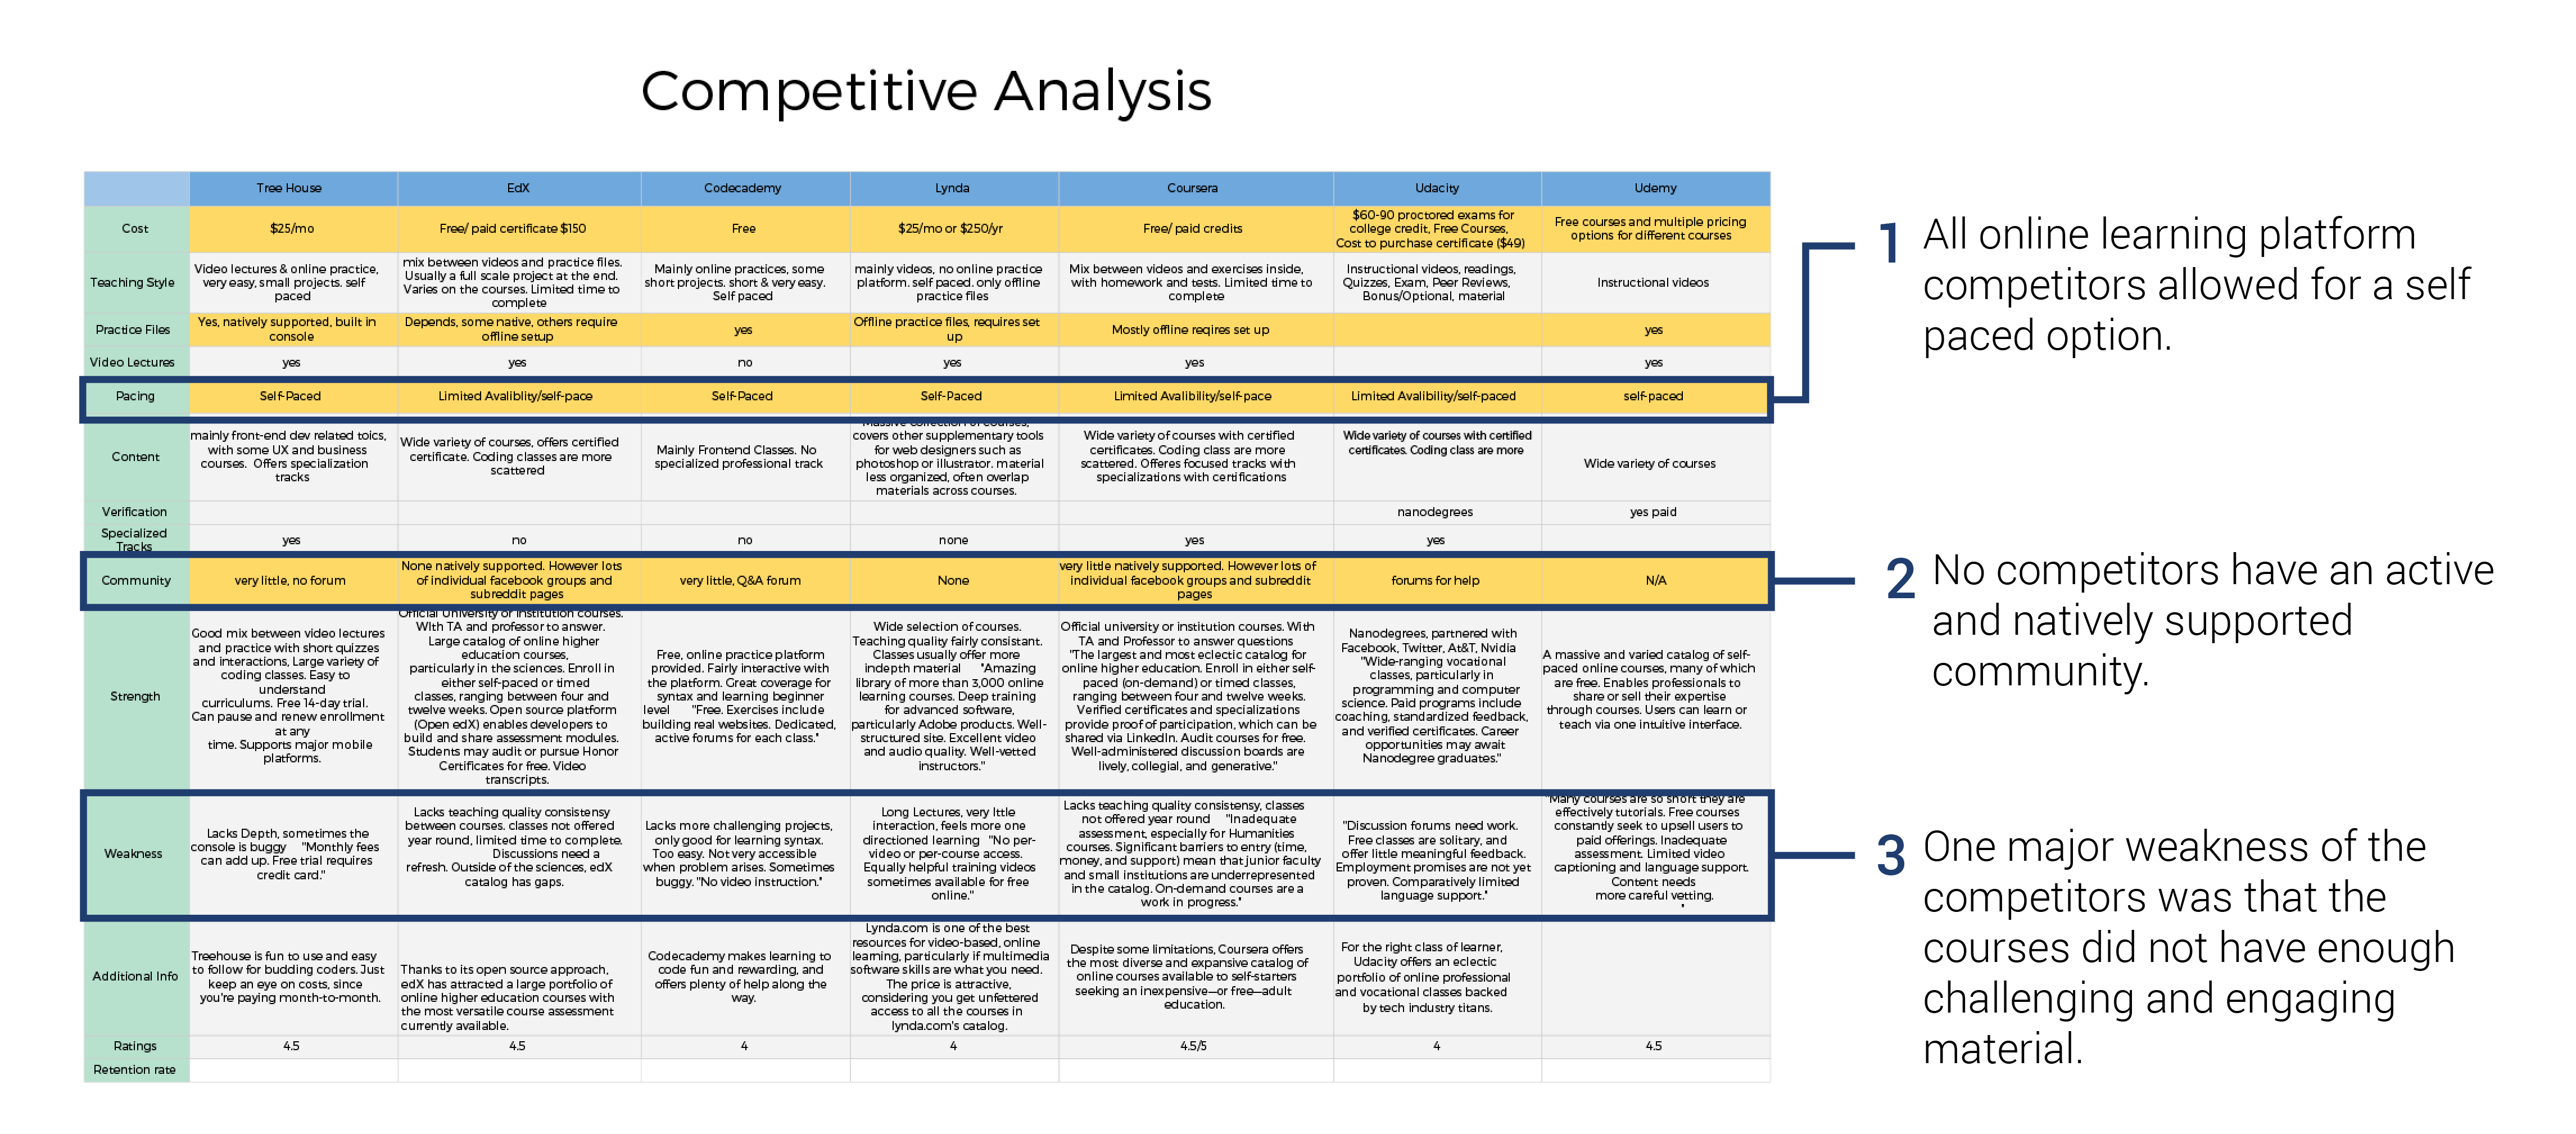 Competitive Analysis
Tree House
EdX
Codecademy
Lynda
Coursera
Udacity
Udemy
Cost
$25/mo
Free/ paid certificate $150
Free
$25/mo or $250/yr
Free/ paid credits
$60-90 proctored exams for
college credit, Free Courses,
Cost to purchase certificate ($49)
Free courses and multiple pricing
options for different courses
Teaching Style
Video lectures & online practice,
very easy, small projects. self
paced
mix between videos and practice files.
Usually a full scale project at the end.
Varies on the courses. Limited time to
complete
Mainly online practices, some
short projects. short & very easy.
Self paced
mainly videos, no online practice
platform. self paced. only offline
practice files
Mix between videos and exercises inside,
with homework and tests. Limited time to
complete
Instructional videos, readings,
Quizzes, Exam, Peer Reviews,
Bonus/Optional, material
Instructional videos
Practice Files
Yes, natively supported, built in
console
Depends, some native, others require
offline setup
yes
Offline practice files, requires set
up
Mostly offline reqires set up
yes
Video Lectures
yes
yes
no
yes
yes
yes
Pacing
Self-Paced
Limited Avaliblity/self-pace
Self-Paced
Self-Paced
Limited Avalibility/self-pace
Limited Avalibility/self-paced
self-paced
Content
mainly front-end dev related toics,
with some UX and business
courses. Offers specialization
tracks
Wide variety of courses, offers certified
certificate. Coding classes are more
scattered
Mainly Frontend Classes. No
specialized professional track
Massive collection of courses,
covers other supplementary tools
for web designers such as
photoshop or illustrator. material
less organized, often overlap
materials across courses.
Wide variety of courses with certified
certificates. Coding class are more
scattered. Offeres focused tracks with
specializations with certifications
Wide variety of courses with certified
certificates. Coding class are more
Wide variety of courses
Verification
nanodegrees
yes paid
Specialized
Tracks
yes
no
no
none
yes
yes
Community
very little, no forum
None natively supported. However lots
of individual facebook groups and
subreddit pages
very little, Q&A forum
None
very little natively supported. However lots of
individual facebook groups and subreddit
pages
forums for help
N/A
Strength
Good mix between video lectures
and practice with short quizzes
and interactions, Large variety of
coding classes. Easy to
understand
curriculums. Free 14-day trial.
Can pause and renew enrollment
at any
time. Supports major mobile
platforms.
Official University or institution courses.
With TA and professor to answer.
Large catalog of online higher
education courses,
particularly in the sciences. Enroll in
either self-paced or timed
classes, ranging between four and
twelve weeks. Open source platform
(Open edX) enables developers to
build and share assessment modules.
Students may audit or pursue Honor
Certificates for free. Video
transcripts.
Free, online practice platform
provided. Fairly interactive with
the platform. Great coverage for
syntax and learning beginner
level "Free. Exercises include
building real websites. Dedicated,
active forums for each class."
Wide selection of courses.
Teaching quality fairly consistant.
Classes usually offer more
indepth material "Amazing
library of more than 3,000 online
learning courses. Deep training
for advanced software,
particularly Adobe products. Well-
structured site. Excellent video
and audio quality. Well-vetted
instructors."
Official university or institution courses. With
TA and Professor to answer questions
"The largest and most eclectic catalog for
online higher education. Enroll in either self-
paced (on-demand) or timed classes,
ranging between four and twelve weeks.
Verified certificates and specializations
provide proof of participation, which can be
shared via LinkedIn. Audit courses for free.
Well-administered discussion boards are
lively, collegial, and generative."
Nanodegrees, partnered with
Facebook, Twitter, At&T, Nvidia
"Wide-ranging vocational
classes, particularly in
programming and computer
science. Paid programs include
coaching, standardized feedback,
and verified certificates. Career
opportunities may await
Nanodegree graduates."
A massive and varied catalog of self-
paced online courses, many of which
are free. Enables professionals to
share or sell their expertise
through courses. Users can learn or
teach via one intuitive interface.
Weakness
Lacks Depth, sometimes the
console is buggy "Monthly fees
can add up. Free trial requires
credit card."
Lacks teaching quality consistency
between courses. classes not offered
year round, limited time to complete.
Discussions need a
refresh. Outside of the sciences, edX
catalog has gaps.
Lacks more challenging projects,
only good for learning syntax.
Too easy. Not very accessible
when problem arises. Sometimes
buggy. "No video instruction."
Long Lectures, very lttle
interaction, feels more one
directioned learning "No per-
video or per-course access.
Equally helpful training videos
sometimes available for free
online."
Lacks teaching quality consistensy, classes
not offered year round "Inadequate
assessment, especially for Humanities
courses. Significant barriers to entry (time,
money, and support) mean that junior faculty
and small institutions are underrepresented
in the catalog. On-demand courses are a
work in progress."
"Discussion forums need work.
Free classes are solitary, and
offer little meaningful feedback.
Employment promises are not yet
proven. Comparatively limited
language support."
"Many courses are so short they are
effectively tutorials. Free courses
constantly seek to upsell users to
paid offerings. Inadequate
assessment. Limited video
captioning and language support.
Content needs
more careful vetting.
"
Additional Info
Treehouse is fun to use and easy
to follow for budding coders. Just
keep an eye on costs, since
you're paying month-to-month.
Thanks to its open source approach,
edX has attracted a large portfolio of
online higher education courses with
the most versatile course assessment
currently available.
Codecademy makes learning to
code fun and rewarding, and
offers plenty of help along the
way.
Lynda.com is one of the best
resources for video-based, online
learning, particularly if multimedia
software skills are what you need.
The price is attractive,
considering you get unfettered
access to all the courses in
lynda.com's catalog.
Despite some limitations, Coursera offers
the most diverse and expansive catalog of
online courses available to self-starters
seeking an inexpensive—or free—adult
education.
For the right class of learner,
Udacity offers an eclectic
portfolio of online professional
and vocational classes backed
by tech industry titans.
Ratings
4.5
4.5
4
4
4.5/5
4
4.5
Retention rate
1 All online learning platform
competitors allowed for a self
paced option.
2 No competitors have an active
and natively supported
community.
3 One major weakness of the
competitors was that the
courses did not have enough
challenging and engaging
material.